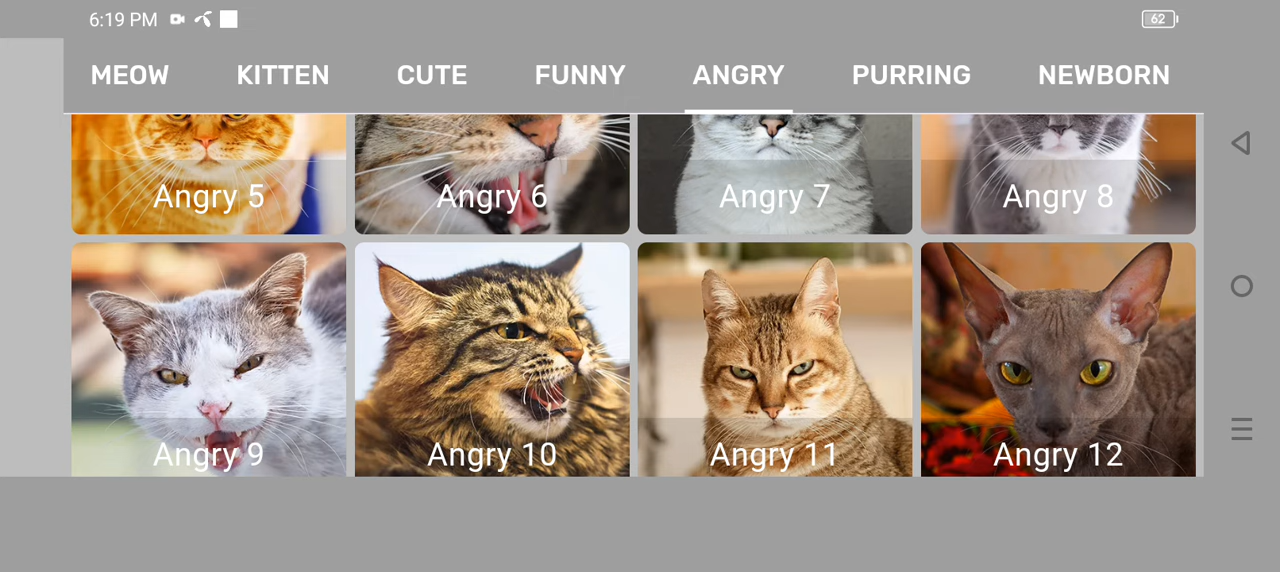 6:19 PM 62
MEOW KITTEN CUTE FUNNY ANGRY PURRING NEWBORN
Angry 5 Angry 6 Angry 7 Angry 8
Angry 9 Angry 10 Angry 11 Angry 12